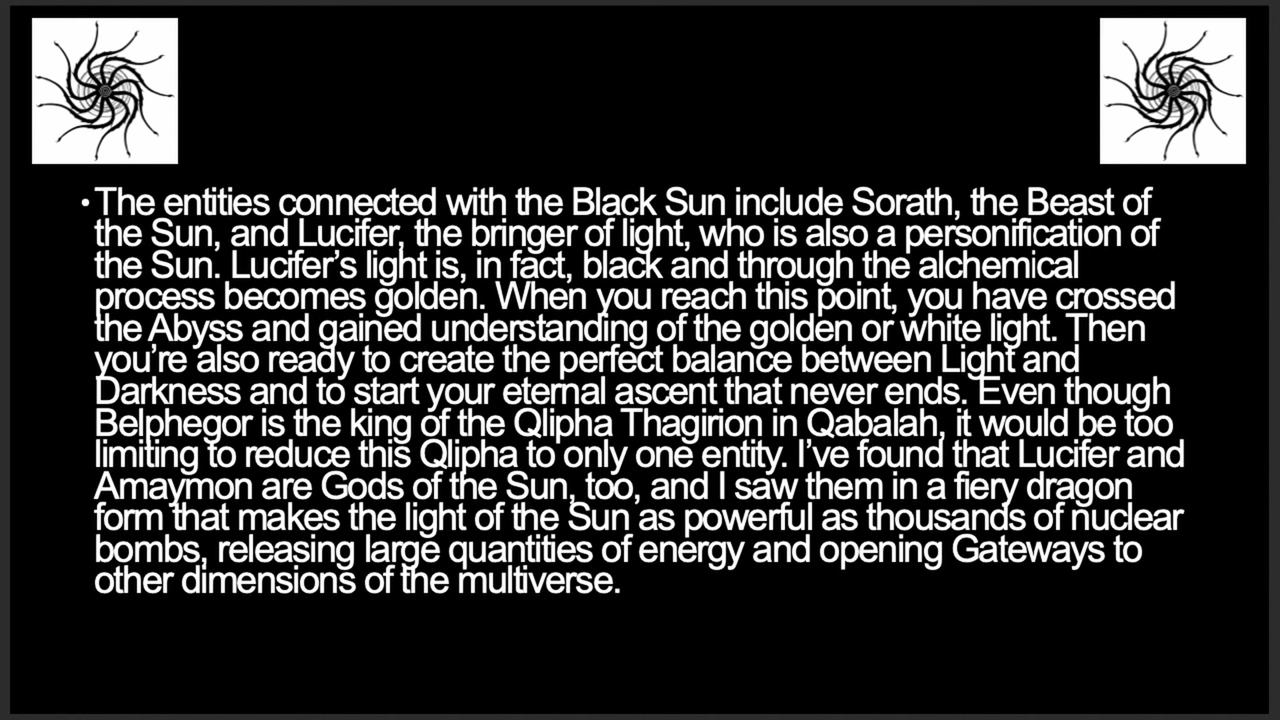 • The entities connected with the Black Sun include Sorath, the Beast of
the Sun, and Lucifer, the bringer of light, who is also a personification of
the Sun. Lucifer’s light is, in fact, black and through the alchemical
process becomes golden. When you reach this point, you have crossed
the Abyss and gained understanding of the golden or white light. Then
you’re also ready to create the perfect balance between Light and
Darkness and to start your eternal ascent that never ends. Even though
Belphegor is the king of the Qlipha Thagirion in Qabalah, it would be too
limiting to reduce this Qlipha to only one entity. I’ve found that Lucifer and
Amaymon are Gods of the Sun, too, and I saw them in a fiery dragon
form that makes the light of the Sun as powerful as thousands of nuclear
bombs, releasing large quantities of energy and opening Gateways to
other dimensions of the multiverse.